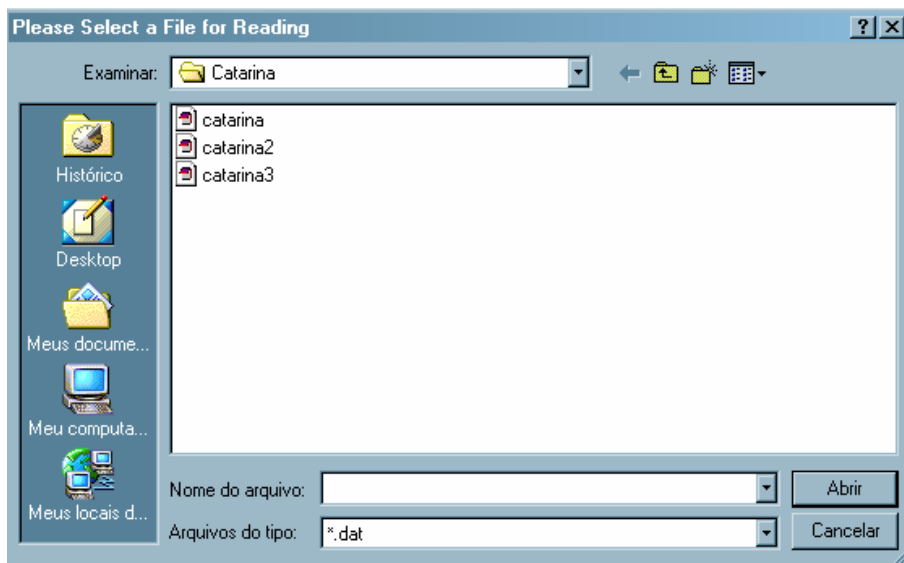 Please Select a File for Reading
Examinar: Catarina
catarina
catarina2
catarina3
Histórico
Desktop
Meus docume...
Meu computa...
Meus locais d...
Nome do arquivo:
Abrir
Arquivos do tipo: *.dat
Cancelar